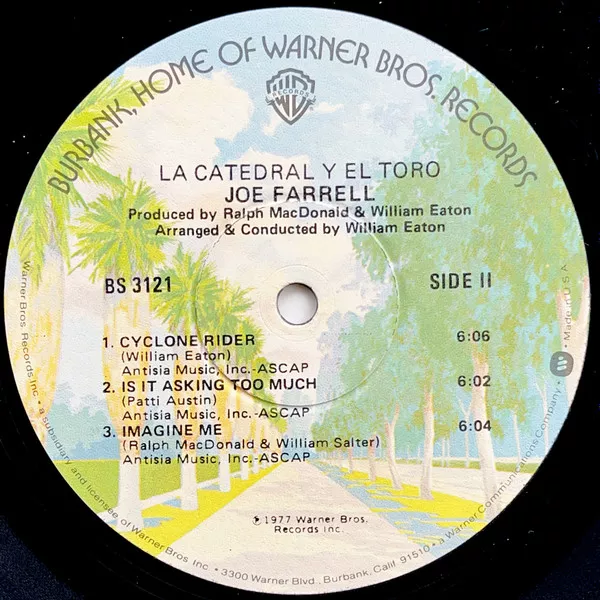 BURBANK, HOME OF WARNER BROS. RECORDS
WB
RECORDS
LA CATEDRAL Y EL TORO
JOE FARRELL
Produced by Ralph MacDonald & William Eaton
Arranged & Conducted by William Eaton
BS 3121 SIDE II
1. CYCLONE RIDER 6:06
(William Eaton)
Antisia Music, Inc.-ASCAP
2. IS IT ASKING TOO MUCH 6:02
(Patti Austin)
Antisia Music, Inc.-ASCAP
3. IMAGINE ME 6:04
(Ralph MacDonald & William Salter)
Antisia Music, Inc.-ASCAP
℗1977 Warner Bros.
Records Inc.
Warner Bros. Records Inc. • a subsidiary and licensee of Warner Bros. Inc. • 3300 Warner Blvd., Burbank, Calif. 91510 • a Warner Communications Company. • Made in U.S.A.